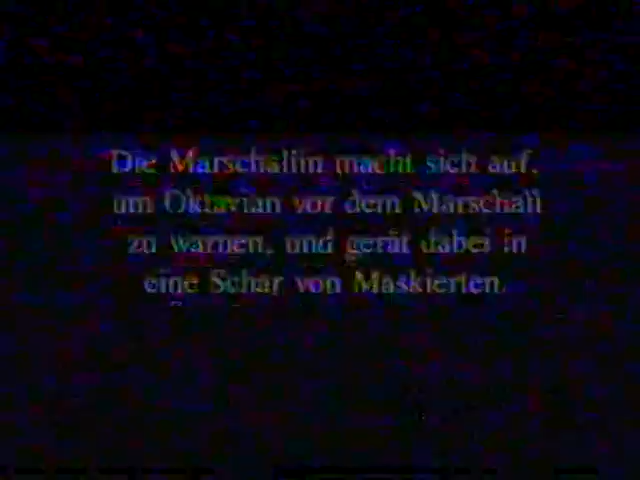 Die Marschallin macht sich auf,
um Oktavian vor dem Marschall
zu warnen, und gerät dabei in
eine Schar von Maskierten.